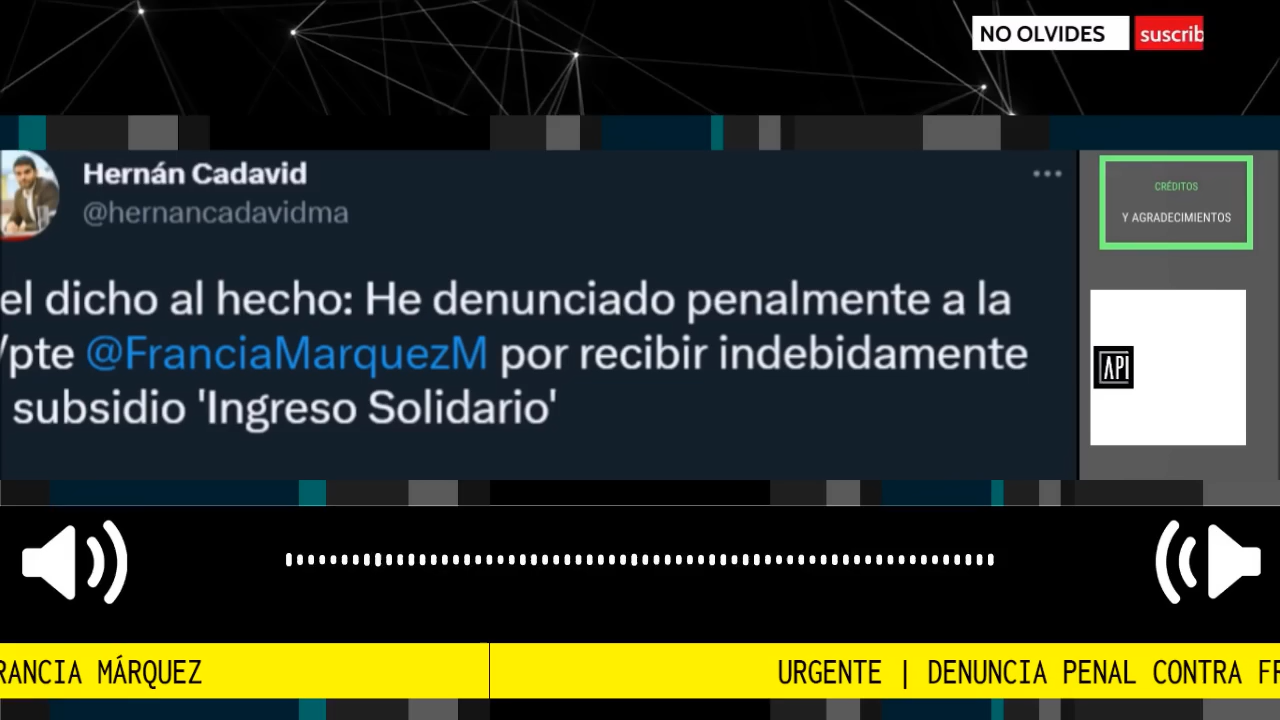 NO OLVIDES suscrib
Hernán Cadavid
@hernancadavidma
el dicho al hecho: He denunciado penalmente a la
/pte @FranciaMarquezM por recibir indebidamente
subsidio 'Ingreso Solidario'
CRÉDITOS
Y AGRADECIMIENTOS
API
RANCIA MÁRQUEZ URGENTE | DENUNCIA PENAL CONTRA FR